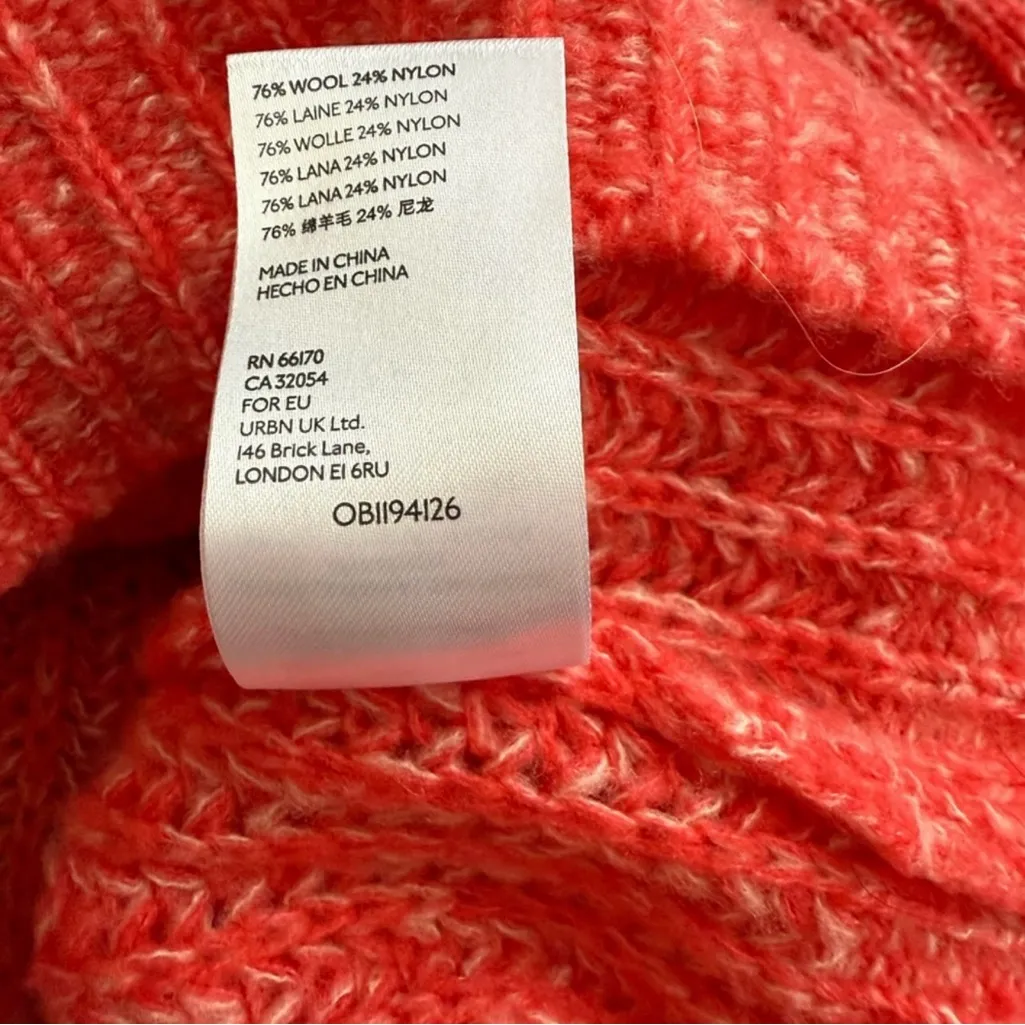 76% WOOL 24% NYLON
76% LAINE 24% NYLON
76% WOLLE 24% NYLON
76% LANA 24% NYLON
76% LANA 24% NYLON
76% 绵羊毛 24% 尼龙
MADE IN CHINA
HECHO EN CHINA
RN 66170
CA 32054
FOR EU
URBN UK Ltd.
146 Brick Lane,
LONDON E1 6RU
OB1194126